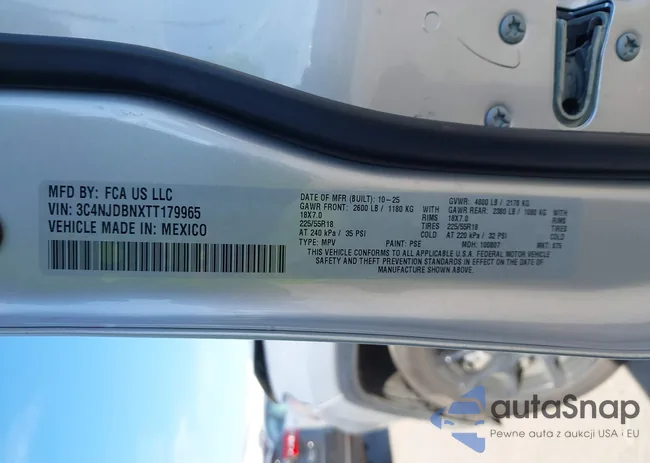 MFD BY: FCA US LLC
VIN: 3C4NJDBNXTT179965
VEHICLE MADE IN: MEXICO
DATE OF MFR (BUILT): 10-25
GVWR: 4800 LB / 2178 KG
GAWR FRONT: 2600 LB / 1180 KG WITH
18X7.0 RIMS
225/55R18 TIRES
AT 240 kPa / 35 PSI COLD
GAWR REAR: 2380 LB / 1080 KG WITH
18X7.0 RIMS
225/55R18 TIRES
AT 220 kPa / 32 PSI COLD
TYPE: MPV PAINT: PSE MDH: 100807 MKT: 675
THIS VEHICLE CONFORMS TO ALL APPLICABLE U.S.A. FEDERAL MOTOR VEHICLE
SAFETY AND THEFT PREVENTION STANDARDS IN EFFECT ON THE DATE OF
MANUFACTURE SHOWN ABOVE.
autoSnap
Pewne auta z aukcji USA i EU